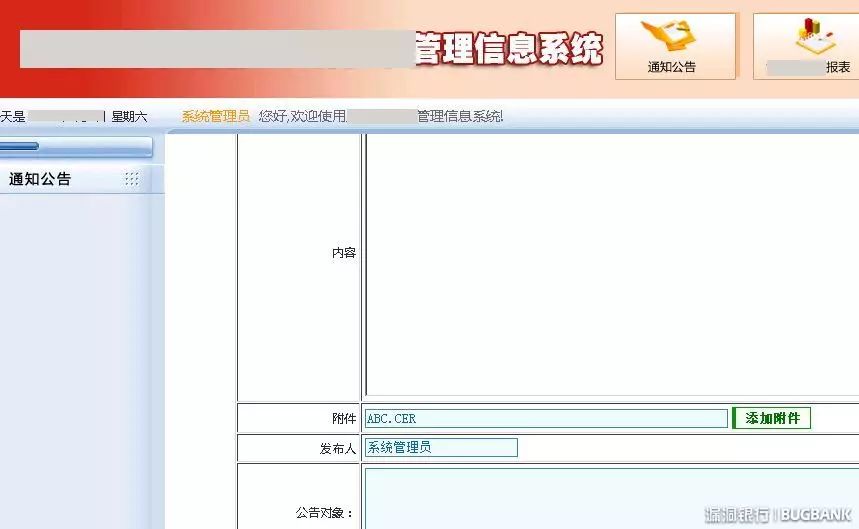 管理信息系统
通知公告
报表
天是 星期六
系统管理员 您好,欢迎使用 管理信息系统!
通知公告
内容
附件 ABC.CER 添加附件
发布人 系统管理员
公告对象:
漏洞银行 | BUGBANK